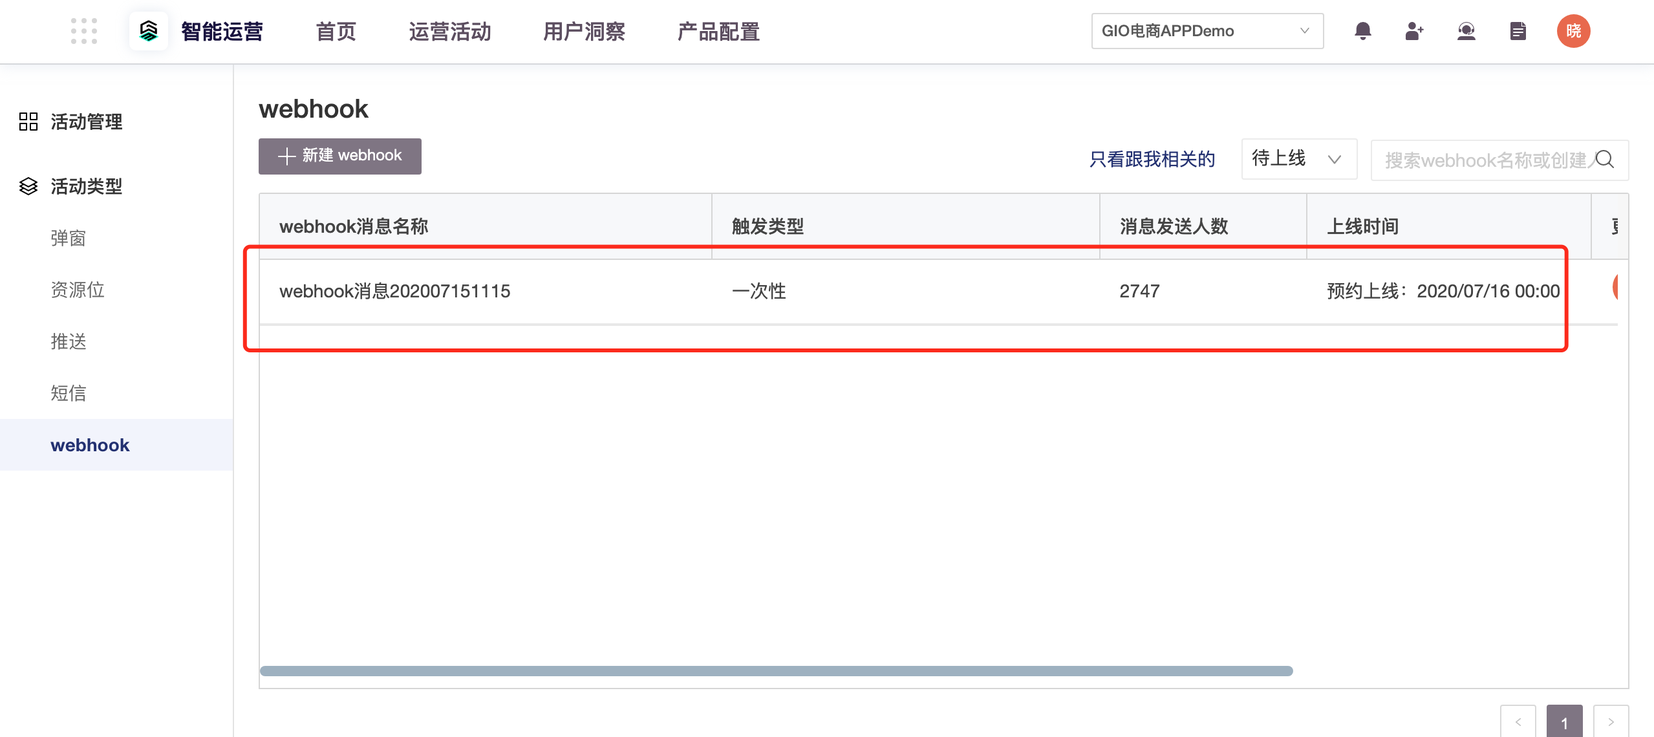 智能运营
首页
运营活动
用户洞察
产品配置
GIO电商APPDemo
晓
活动管理
活动类型
弹窗
资源位
推送
短信
webhook
webhook
新建 webhook
只看跟我相关的
待上线
搜索webhook名称或创建
webhook消息名称
触发类型
消息发送人数
上线时间
webhook消息202007151115
一次性
2747
预约上线：2020/07/16 00:00
1